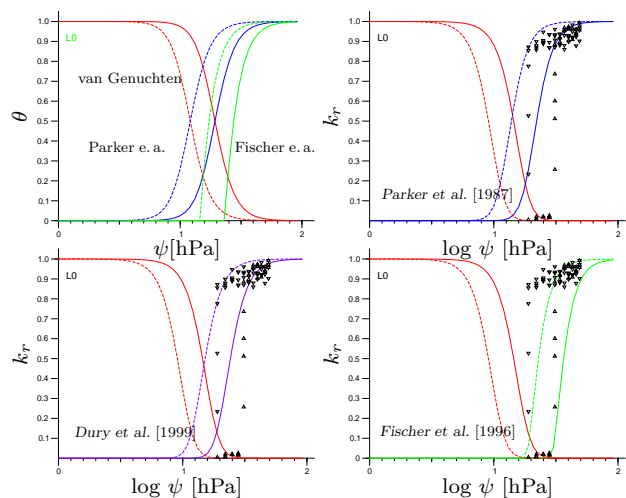 1.0
0.9
0.8
0.7
0.6
0.5
0.4
0.3
0.2
0.1
0
θ
L0
van Genuchten
Parker e. a.
Fischer e. a.
0
1
2
ψ[hPa]
1.0
0.9
0.8
0.7
0.6
0.5
0.4
0.3
0.2
0.1
k_r
L0
Parker et al. [1987]
0
1
2
log ψ [hPa]
1.0
0.9
0.8
0.7
0.6
0.5
0.4
0.3
0.2
0.1
k_r
L0
Dury et al. [1999]
0
1
2
log ψ [hPa]
1.0
0.9
0.8
0.7
0.6
0.5
0.4
0.3
0.2
0.1
k_r
L0
Fischer et al. [1996]
0
1
2
log ψ [hPa]